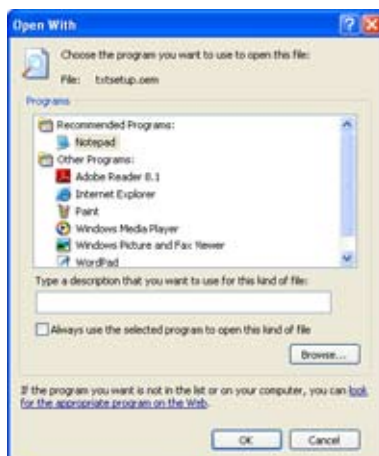 Open With
Choose the program you want to use to open this file:
File: txtsetup.oem
Programs
Recommended Programs:
Notepad
Other Programs:
Adobe Reader 8.1
Internet Explorer
Paint
Windows Media Player
Windows Picture and Fax Viewer
WordPad
Type a description that you want to use for this kind of file:
Always use the selected program to open this kind of file
Browse...
If the program you want is not in the list or on your computer, you can look
for the appropriate program on the Web.
OK
Cancel